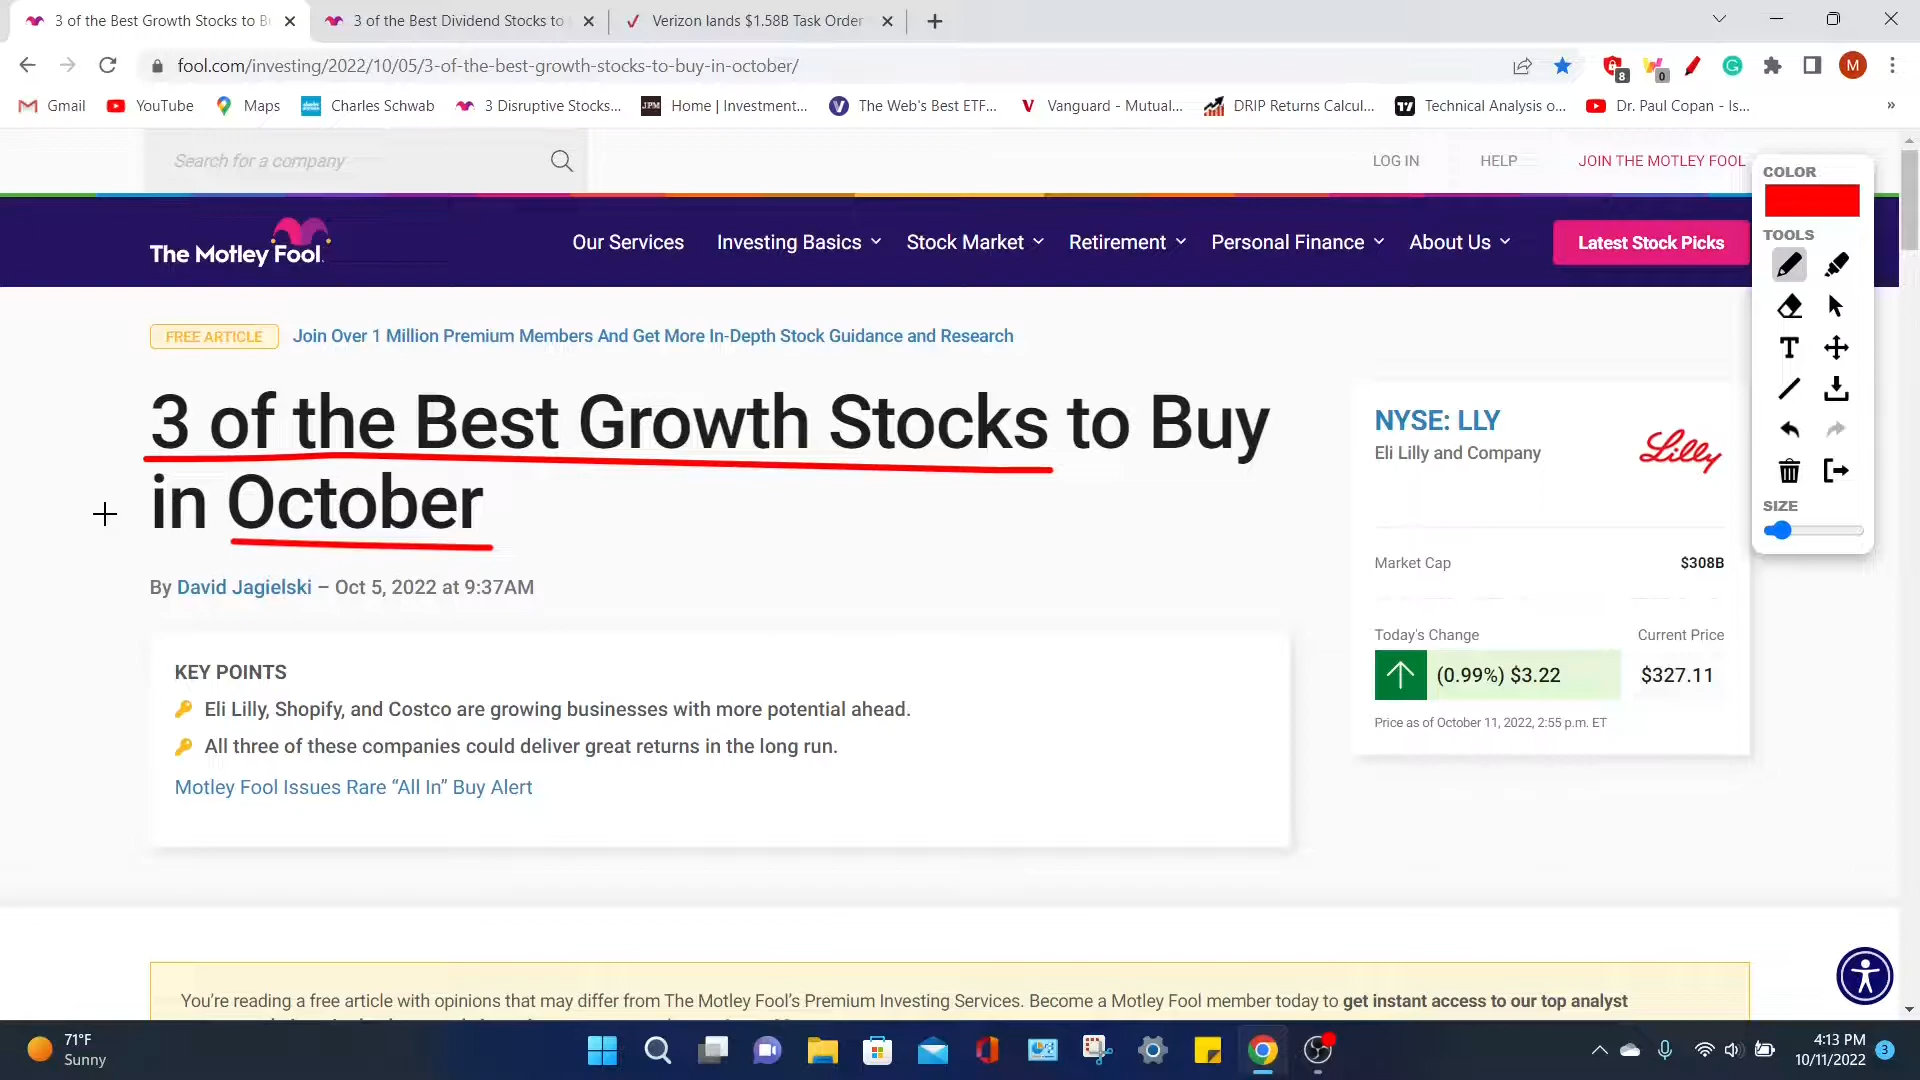 3 of the Best Growth Stocks to B
3 of the Best Dividend Stocks to
Verizon lands $1.58B Task Order
fool.com/investing/2022/10/05/3-of-the-best-growth-stocks-to-buy-in-october/
8
0
M
Gmail
YouTube
Maps
Charles Schwab
3 Disruptive Stocks...
Home | Investment...
The Web's Best ETF...
Vanguard - Mutual...
DRIP Returns Calcul...
Technical Analysis o...
Dr. Paul Copan - Is...
»
Search for a company
LOG IN
HELP
JOIN THE MOTLEY FOOL
COLOR
TOOLS
SIZE
The Motley Fool
Our Services
Investing Basics
Stock Market
Retirement
Personal Finance
About Us
Latest Stock Picks
FREE ARTICLE
Join Over 1 Million Premium Members And Get More In-Depth Stock Guidance and Research
3 of the Best Growth Stocks to Buy
in October
By David Jagielski – Oct 5, 2022 at 9:37AM
NYSE: LLY
Eli Lilly and Company
Lilly
Market Cap
$308B
Today's Change
Current Price
(0.99%) $3.22
$327.11
Price as of October 11, 2022, 2:55 p.m. ET
KEY POINTS
Eli Lilly, Shopify, and Costco are growing businesses with more potential ahead.
All three of these companies could deliver great returns in the long run.
Motley Fool Issues Rare “All In” Buy Alert
You’re reading a free article with opinions that may differ from The Motley Fool’s Premium Investing Services. Become a Motley Fool member today to get instant access to our top analyst
71°F
Sunny
4:13 PM
10/11/2022
3